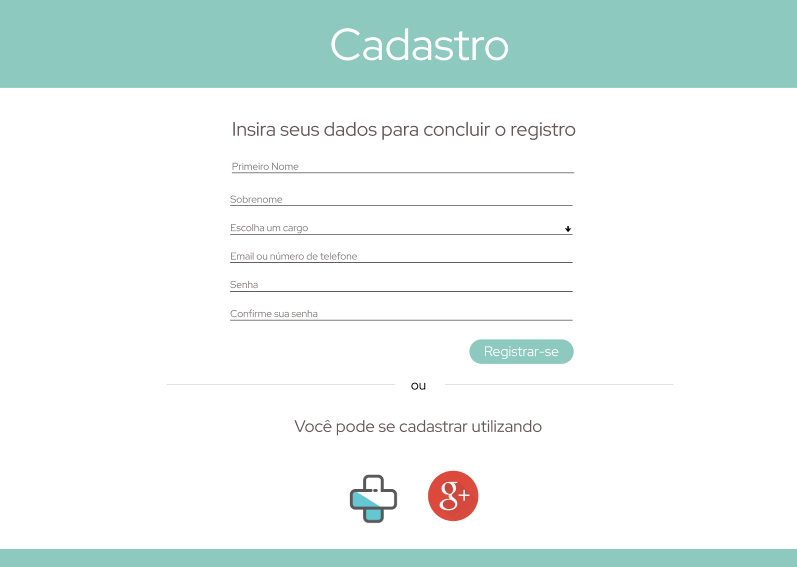 Cadastro
Insira seus dados para concluir o registro
Primeiro Nome
Sobrenome
Escolha um cargo
Email ou número de telefone
Senha
Confirme sua senha
Registrar-se
ou
Você pode se cadastrar utilizando
g+